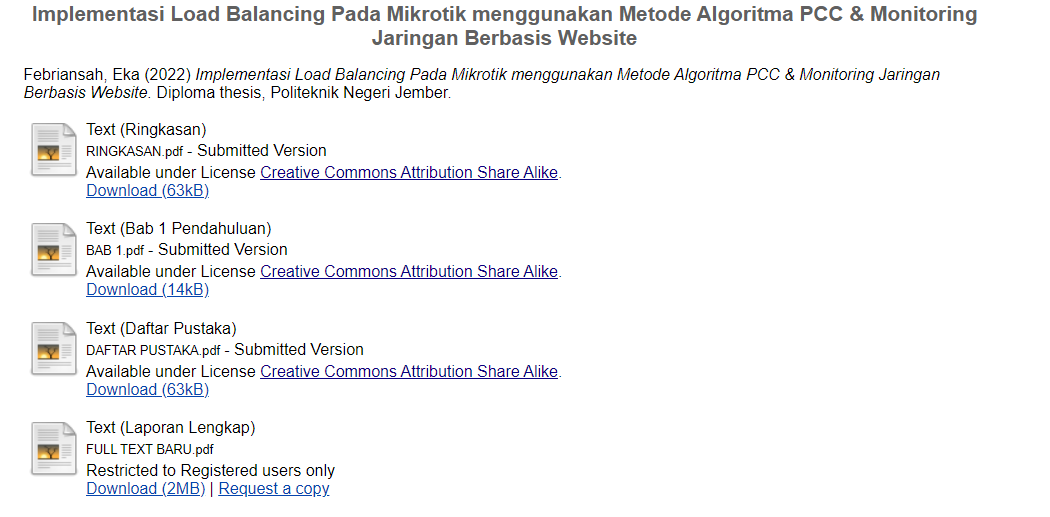 Implementasi Load Balancing Pada Mikrotik menggunakan Metode Algoritma PCC & Monitoring
Jaringan Berbasis Website
Febriansah, Eka (2022) Implementasi Load Balancing Pada Mikrotik menggunakan Metode Algoritma PCC & Monitoring Jaringan
Berbasis Website. Diploma thesis, Politeknik Negeri Jember.
Text (Ringkasan)
RINGKASAN.pdf - Submitted Version
Available under License Creative Commons Attribution Share Alike.
Download (63kB)
Text (Bab 1 Pendahuluan)
BAB 1.pdf - Submitted Version
Available under License Creative Commons Attribution Share Alike.
Download (14kB)
Text (Daftar Pustaka)
DAFTAR PUSTAKA.pdf - Submitted Version
Available under License Creative Commons Attribution Share Alike.
Download (63kB)
Text (Laporan Lengkap)
FULL TEXT BARU.pdf
Restricted to Registered users only
Download (2MB) | Request a copy